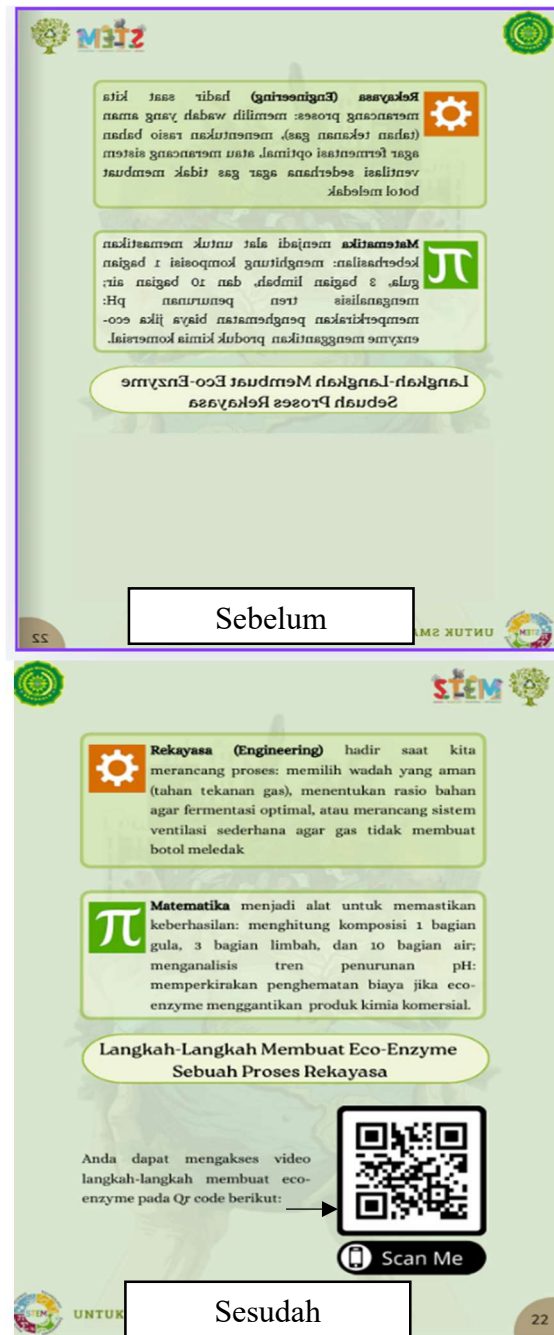 STEM
Rekayasa (Engineering) hadir saat kita
merancang proses: memilih wadah yang aman
(tahan tekanan gas), menentukan rasio bahan
agar fermentasi optimal, atau merancang sistem
ventilasi sederhana agar gas tidak membuat
botol meledak
Matematika menjadi alat untuk memastikan
keberhasilan: menghitung komposisi 1 bagian
gula, 3 bagian limbah, dan 10 bagian air;
menganalisis tren penurunan pH:
memperkirakan penghematan biaya jika eco-
enzyme menggantikan produk kimia komersial.
Langkah-Langkah Membuat Eco-Enzyme
Sebuah Proses Rekayasa
Sebelum
22
UNTUK SMA
STEM
STEM
Rekayasa (Engineering) hadir saat kita
merancang proses: memilih wadah yang aman
(tahan tekanan gas), menentukan rasio bahan
agar fermentasi optimal, atau merancang sistem
ventilasi sederhana agar gas tidak membuat
botol meledak
π Matematika menjadi alat untuk memastikan
keberhasilan: menghitung komposisi 1 bagian
gula, 3 bagian limbah, dan 10 bagian air;
menganalisis tren penurunan pH:
memperkirakan penghematan biaya jika eco-
enzyme menggantikan produk kimia komersial.
Langkah-Langkah Membuat Eco-Enzyme
Sebuah Proses Rekayasa
Anda dapat mengakses video
langkah-langkah membuat eco-
enzyme pada Qr code berikut:
Scan Me
STEM
UNTUK
Sesudah
22